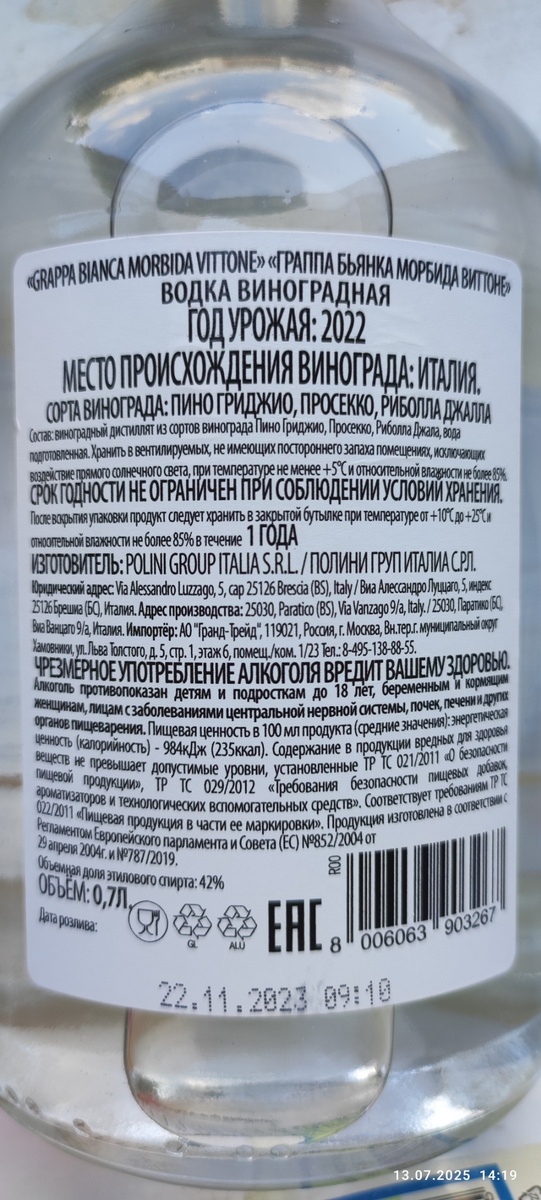 «GRAPPA BIANCA MORBIDA VITTONE» «ГРАППА БЬЯНКА МОРБИДА ВИТТОНЕ»
ВОДКА ВИНОГРАДНАЯ
ГОД УРОЖАЯ: 2022
МЕСТО ПРОИСХОЖДЕНИЯ ВИНОГРАДА: ИТАЛИЯ.
СОРТА ВИНОГРАДА: ПИНО ГРИДЖИО, ПРОСЕККО, РИБОЛЛА ДЖАЛЛА
Состав: виноградный дистиллят из сортов винограда Пино Гриджио, Просекко, Риболла Джала, вода
подготовленная. Хранить в вентилируемых, не имеющих постороннего запаха помещениях, исключающих
воздействие прямого солнечного света, при температуре не менее +5°С и относительной влажности не более 85%.
СРОК ГОДНОСТИ НЕ ОГРАНИЧЕН ПРИ СОБЛЮДЕНИИ УСЛОВИЙ ХРАНЕНИЯ.
После вскрытия упаковки продукт следует хранить в закрытой бутылке при температуре от +10°С до +25°С и
относительной влажности не более 85% в течение 1 ГОДА
ИЗГОТОВИТЕЛЬ: POLINI GROUP ITALIA S.R.L. / ПОЛИНИ ГРУП ИТАЛИА С.Р.Л.
Юридический адрес: Via Alessandro Luzzago, 5, cap 25126 Brescia (BS), Italy / Виа Алессандро Луццаго, 5, индекс
25126 Брешиа (БС), Италия. Адрес производства: 25030, Paratico (BS), Via Vanzago 9/a, Italy. / 25030, Паратико (БС),
Виа Ванцаго 9/а, Италия. Импортёр: АО "Гранд-Трейд", 119021, Россия, г. Москва, Вн.тер.г. муниципальный округ
Хамовники, ул. Льва Толстого, д. 5, стр. 1, этаж 6, помещ./ком. 1/23 Тел.: 8-495-138-88-55.
ЧРЕЗМЕРНОЕ УПОТРЕБЛЕНИЕ АЛКОГОЛЯ ВРЕДИТ ВАШЕМУ ЗДОРОВЬЮ.
Алкоголь противопоказан детям и подросткам до 18 лет, беременным и кормящим
женщинам, лицам с заболеваниями центральной нервной системы, почек, печени и других
органов пищеварения. Пищевая ценность в 100 мл продукта (средние значения): энергетическая
ценность (калорийность) - 984кДж (235ккал). Содержание в продукции вредных для здоровья
веществ не превышает допустимые уровни, установленные ТР ТС 021/2011 «О безопасности
пищевой продукции», ТР ТС 029/2012 «Требования безопасности пищевых добавок,
ароматизаторов и технологических вспомогательных средств». Соответствует требованиям ТР ТС
022/2011 «Пищевая продукция в части ее маркировки». Продукция изготовлена в соответствии с
Регламентом Европейского парламента и Совета (ЕС) №852/2004 от
29 апреля 2004г. и №787/2019.
Объемная доля этилового спирта: 42%
ОБЪЁМ: 0,7Л.
Дата розлива:
GL
ALU
EAC
R00
8 006063 903267
22.11.2023 09:10
13.07.2025 14:19